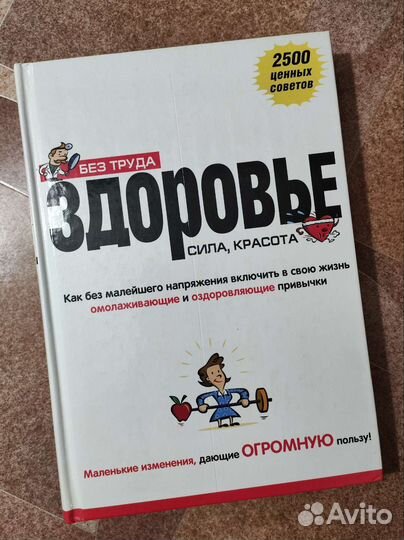 2500
ценных
советов
БЕЗ ТРУДА
ЗДОРОВЬЕ
СИЛА, КРАСОТА
Как без малейшего напряжения включить в свою жизнь
омолаживающие и оздоровляющие привычки
Маленькие изменения, дающие ОГРОМНУЮ пользу!
Avito